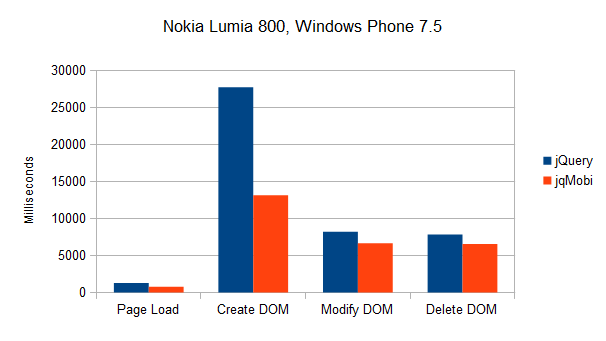 Nokia Lumia 800, Windows Phone 7.5
30000
25000
20000
15000
10000
5000
0
Milliseconds
Page Load
Create DOM
Modify DOM
Delete DOM
jQuery
jqMobi